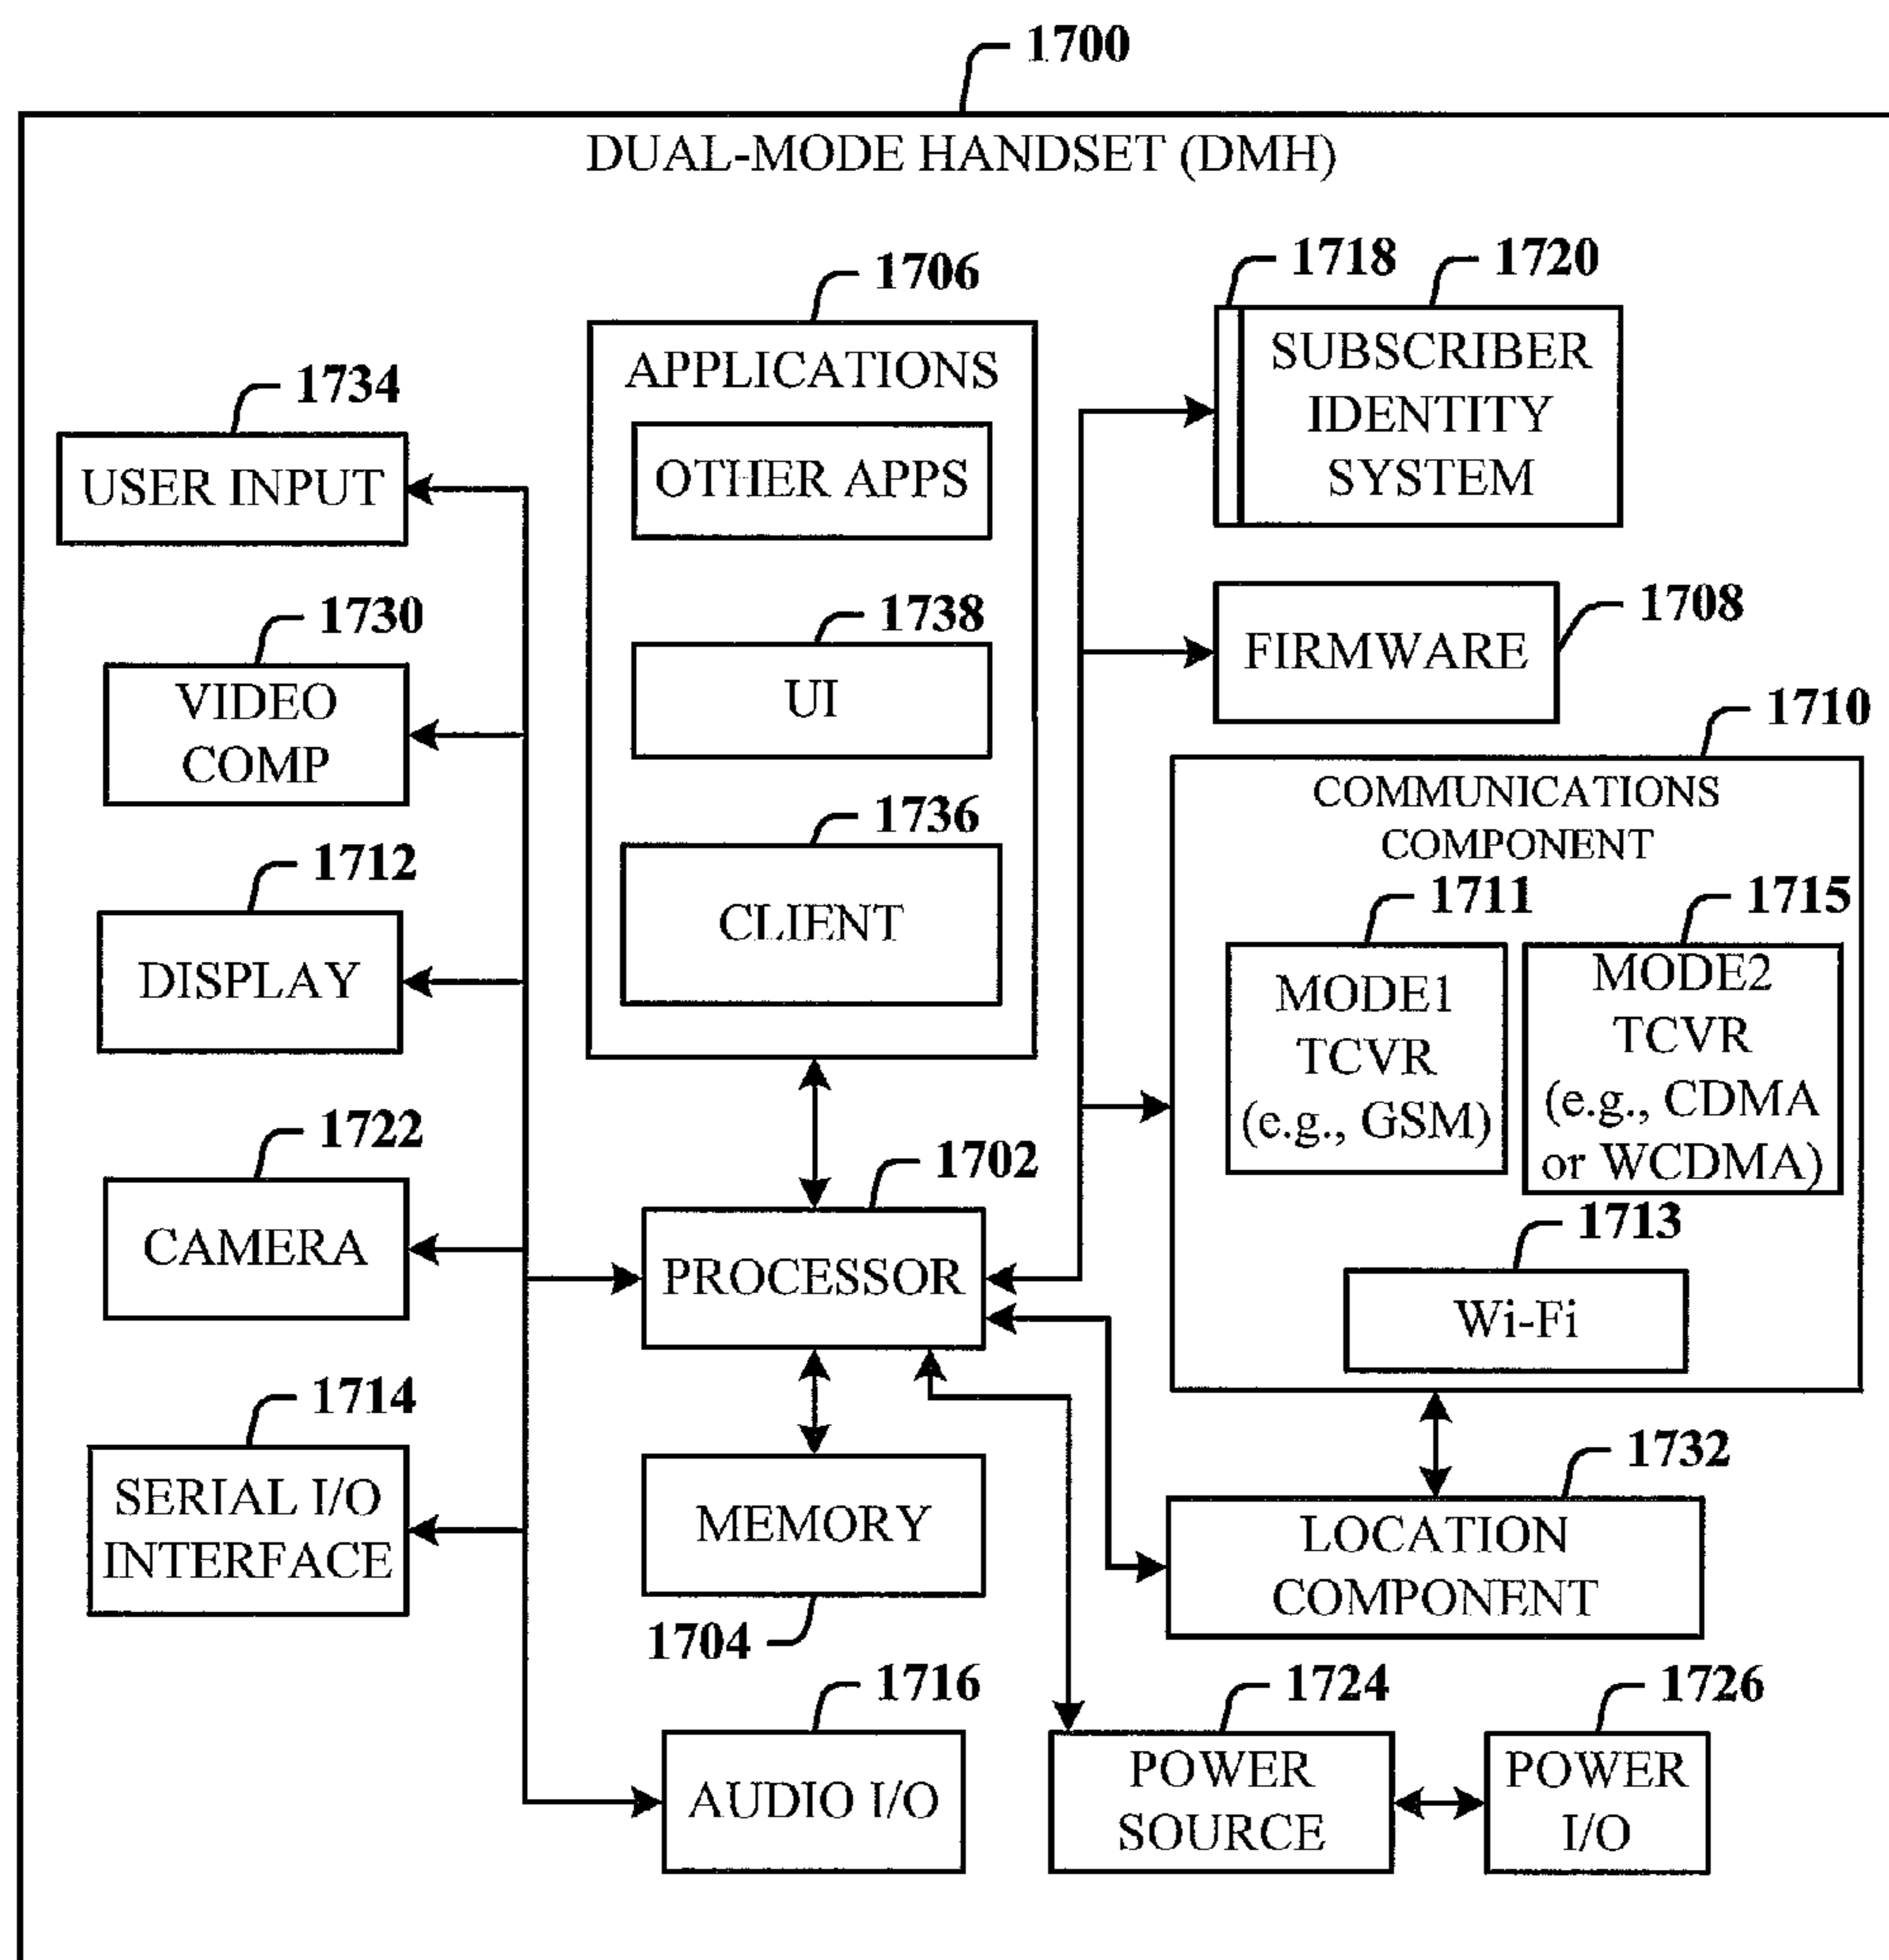 1700
DUAL-MODE HANDSET (DMH)
1706
APPLICATIONS
OTHER APPS
1738
UI
1736
CLIENT
1718
1720
SUBSCRIBER
IDENTITY
SYSTEM
1734
USER INPUT
1730
VIDEO
COMP
1712
DISPLAY
1722
CAMERA
1714
SERIAL I/O
INTERFACE
1708
FIRMWARE
1710
COMMUNICATIONS
COMPONENT
1711
MODE1
TCVR
(e.g., GSM)
1715
MODE2
TCVR
(e.g., CDMA
or WCDMA)
1713
Wi-Fi
1702
PROCESSOR
MEMORY
1704
1732
LOCATION
COMPONENT
1716
AUDIO I/O
1724
POWER
SOURCE
1726
POWER
I/O